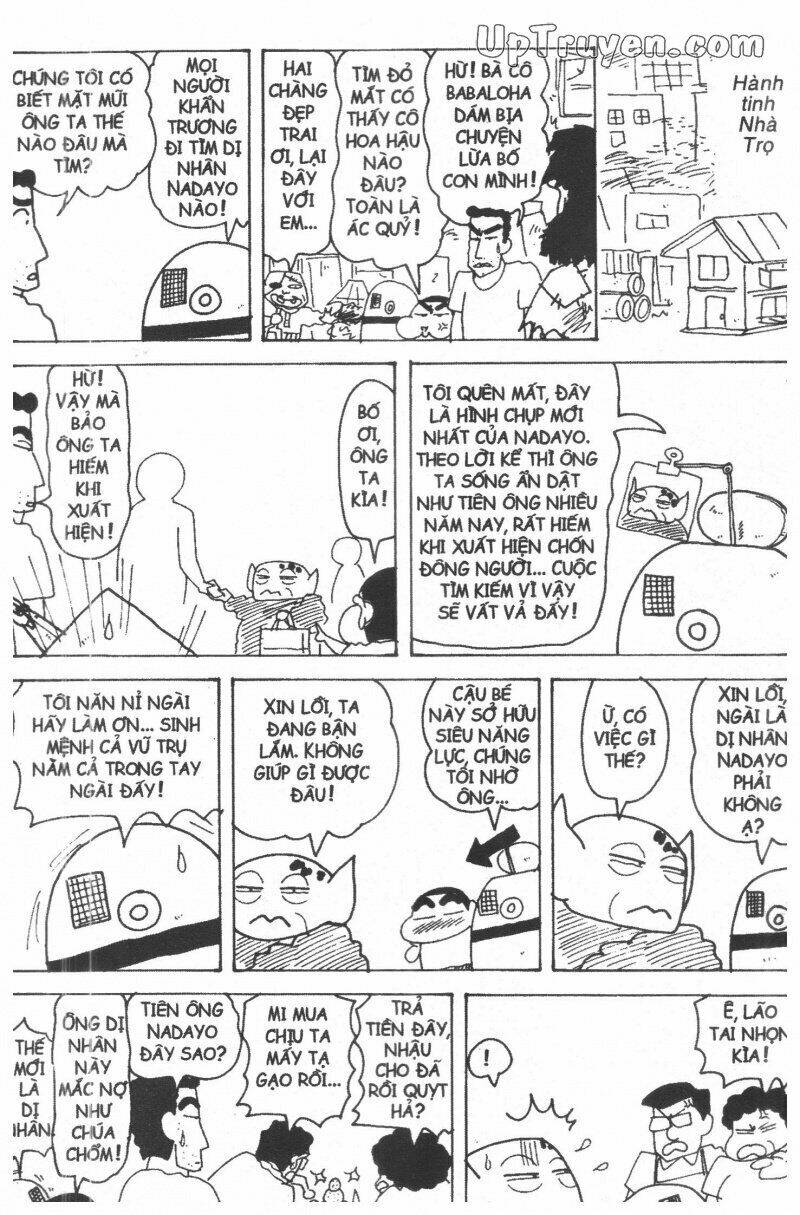 UpTruyen.com
Hành
tinh
Nhà
Trọ
HỪ! BÀ CÔ
BABALOHA
DÁM BỊA
CHUYỆN
LỪA BỐ
CON MÌNH!
TÌM ĐỎ
MẮT CÓ
THẤY CÔ
HOA HẬU
NÀO
ĐÂU?
TOÀN LÀ
ÁC QUỶ!
HAI
CHÀNG
ĐẸP
TRAI
ƠI, LẠI
ĐÂY
VỚI
EM...
MỌI
NGƯỜI
KHẨN
TRƯƠNG
ĐI TÌM DỊ
NHÂN
NADAYO
NÀO!
CHÚNG TÔI CÓ
BIẾT MẶT MŨI
ÔNG TA THẾ
NÀO ĐÂU MÀ
TÌM?
TÔI QUÊN MẤT, ĐÂY
LÀ HÌNH CHỤP MỚI
NHẤT CỦA NADAYO.
THEO LỜI KỂ THÌ ÔNG
TA SỐNG ẨN DẬT
NHƯ TIÊN ÔNG NHIỀU
NĂM NAY, RẤT HIẾM
KHI XUẤT HIỆN CHỐN
ĐÔNG NGƯỜI... CUỘC
TÌM KIẾM VÌ VẬY
SẼ VẤT VẢ ĐẤY!
BỐ
ƠI,
ÔNG
TA
KÌA!
HỪ!
VẬY MÀ
BẢO
ÔNG TA
HIẾM
KHI
XUẤT
HIỆN!
XIN LỖI,
NGÀI LÀ
DỊ NHÂN
NADAYO
PHẢI
KHÔNG
Ạ?
Ừ, CÓ
VIỆC GÌ
THẾ?
CẬU BÉ
NÀY SỞ HỮU
SIÊU NĂNG
LỰC, CHÚNG
TÔI NHỜ
ÔNG...
XIN LỖI, TA
ĐANG BẬN
LẮM. KHÔNG
GIÚP GÌ ĐƯỢC
ĐÂU!
TÔI NĂN NỈ NGÀI
HÃY LÀM ƠN... SINH
MỆNH CẢ VŨ TRỤ
NẰM CẢ TRONG TAY
NGÀI ĐẤY!
Ê, LÃO
TAI NHỌN
KÌA!
!
TRẢ
TIỀN ĐÂY,
NHẬU
CHO ĐÃ
RỒI QUỴT
HẢ?
MI MUA
CHỊU TA
MẤY TẠ
GẠO RỒI...
TIÊN ÔNG
NADAYO
ĐÂY SAO?
ÔNG DỊ
NHÂN
NÀY
MẮC NỢ
NHƯ
CHÚA
CHỔM!
THẾ
MỚI
LÀ
DỊ
NHÂN